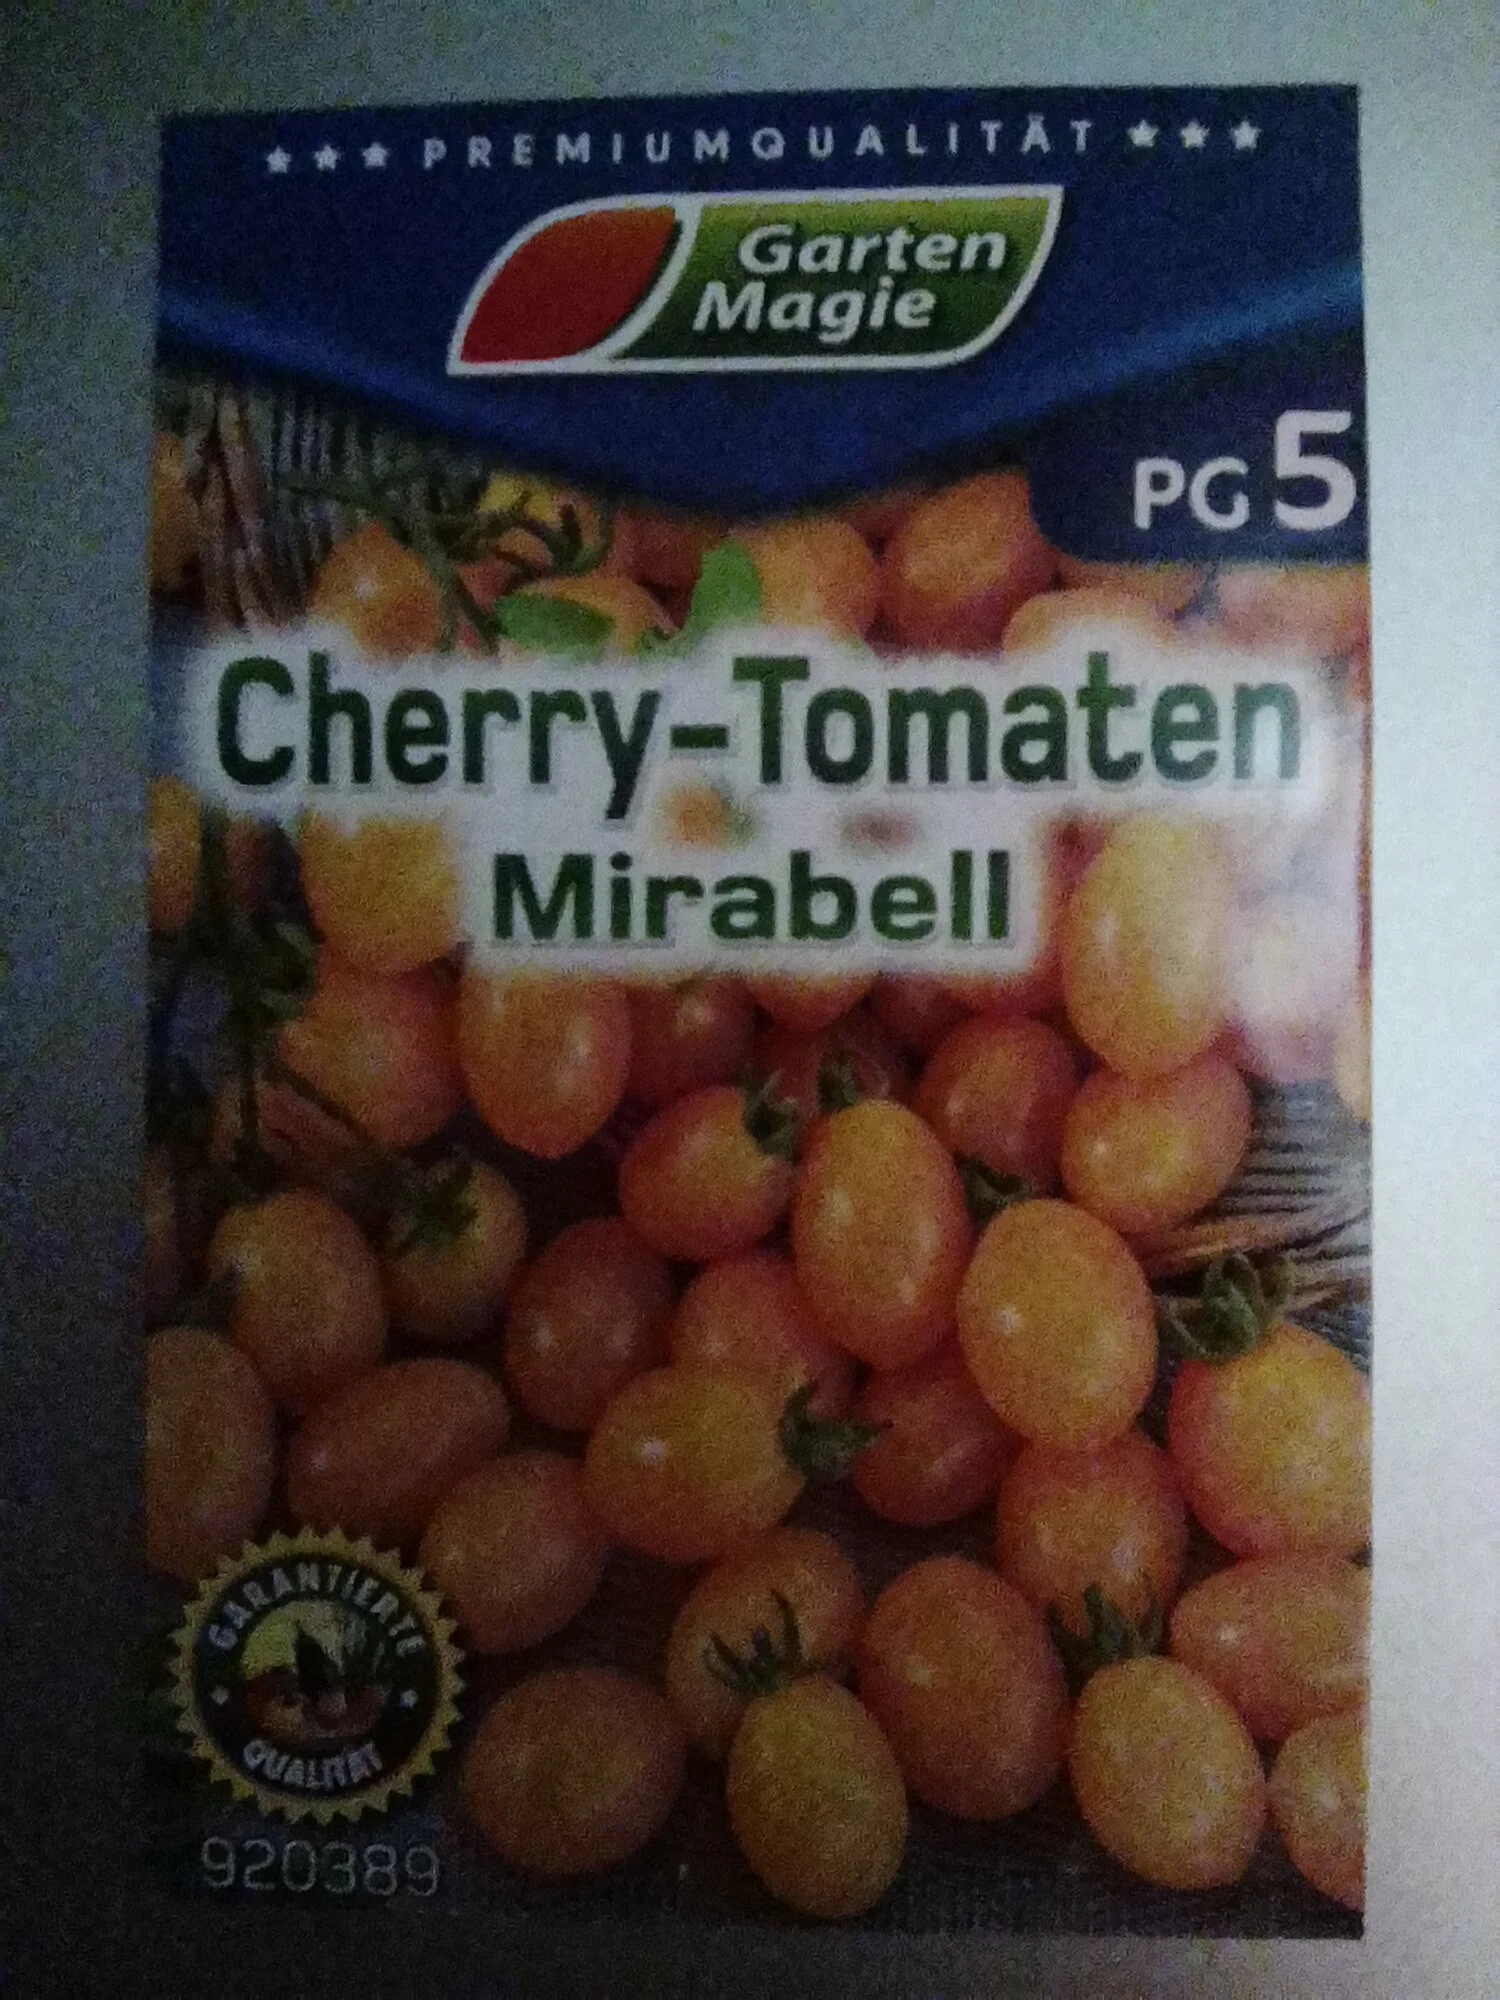 ★★★ PREMIUMQUALITÄT ★★★
Garten
Magie
PG 5
Cherry-Tomaten
Mirabell
GARANTIERTE
QUALITÄT
920389